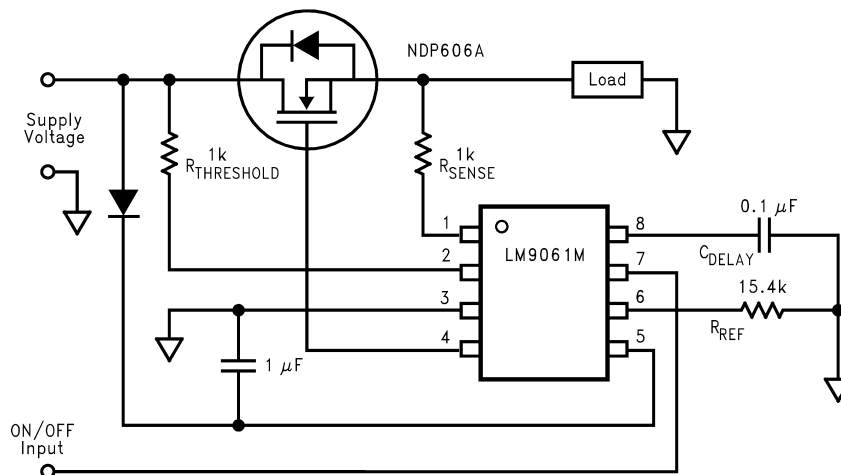 NDP606A
Supply
Voltage
1k
RTHRESHOLD
1k
RSENSE
Load
LM9061M
1
2
3
4
8
7
6
5
0.1 μF
CDELAY
15.4k
RREF
1 μF
ON/OFF
Input